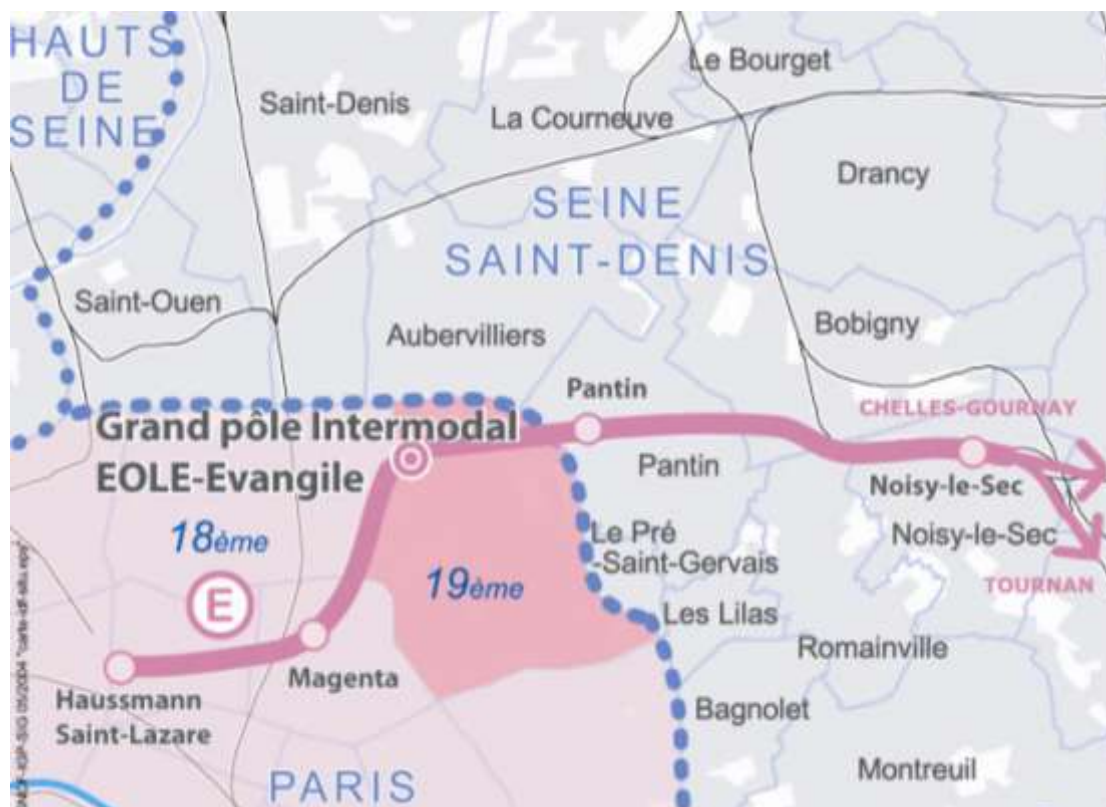 HAUTS
DE
SEINE
Saint-Denis
La Courneuve
Le Bourget
Drancy
SEINE
SAINT-DENIS
Saint-Ouen
Aubervilliers
Bobigny
Pantin
CHELLES-GOURNAY
Grand pôle Intermodal
EOLE-Evangile
Pantin
Noisy-le-Sec
18ème
Le Pré
-Saint-Gervais
Noisy-le-Sec
E
19ème
TOURNAN
Les Lilas
Romainville
Magenta
Haussmann
Saint-Lazare
Bagnolet
Montreuil
PARIS